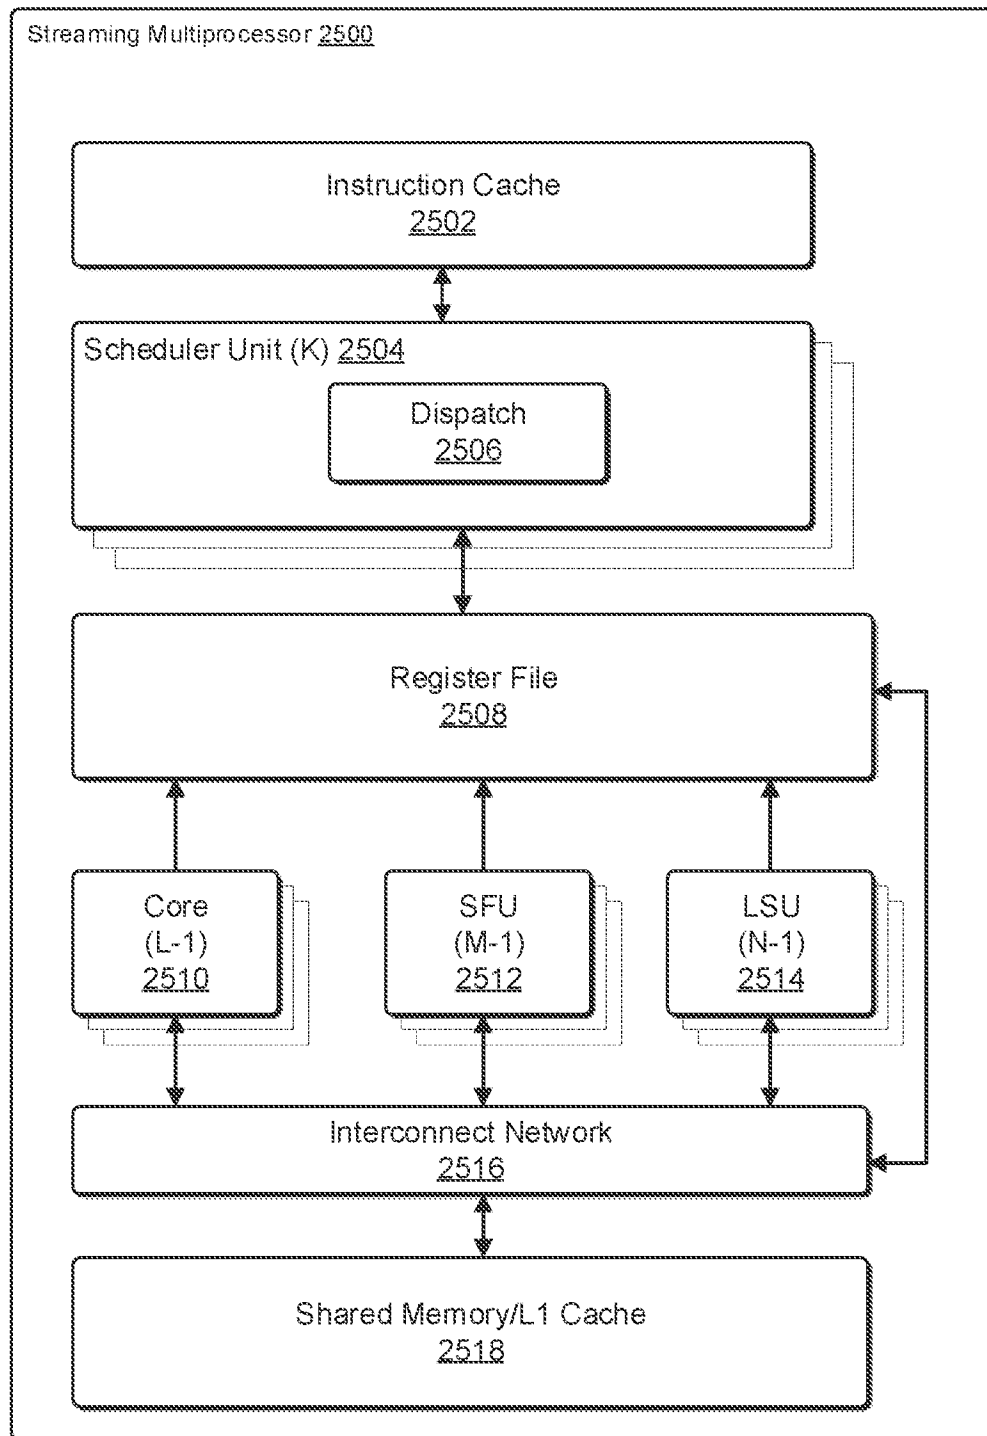 Streaming Multiprocessor 2500
Instruction Cache
2502
Scheduler Unit (K) 2504
Dispatch
2506
Register File
2508
Core
(L-1)
2510
SFU
(M-1)
2512
LSU
(N-1)
2514
Interconnect Network
2516
Shared Memory/L1 Cache
2518